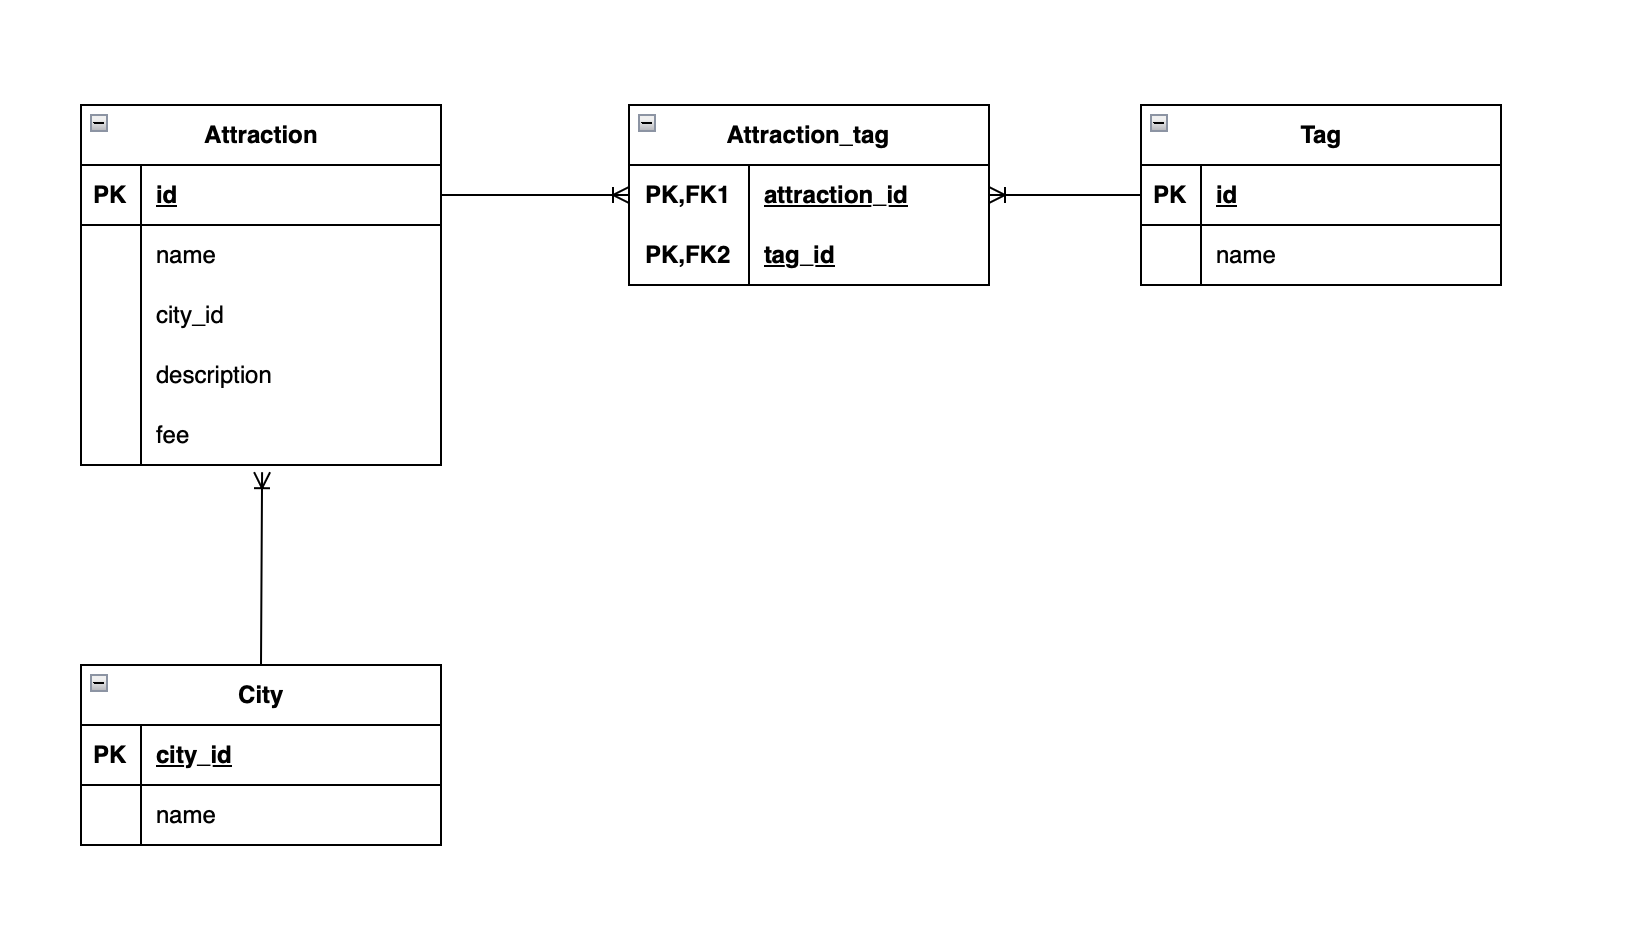 Attraction
PK id
name
city_id
description
fee
Attraction_tag
PK,FK1 attraction_id
PK,FK2 tag_id
Tag
PK id
name
City
PK city_id
name